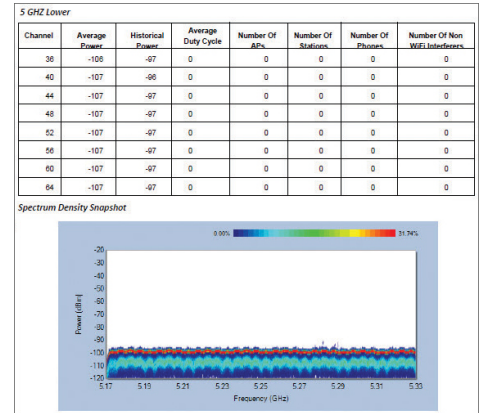 5 GHZ Lower
Channel Average Power Historical Power Average Duty Cycle Number Of APs Number Of Stations Number Of Phones Number Of Non WiFi Interferers
36 -106 -97 0 0 0 0 0
40 -107 -96 0 0 0 0 0
44 -107 -97 0 0 0 0 0
48 -107 -97 0 0 0 0 0
52 -107 -97 0 0 0 0 0
56 -107 -97 0 0 0 0 0
60 -107 -97 0 0 0 0 0
64 -107 -97 0 0 0 0 0
Spectrum Density Snapshot
0.00% 31.74%
Power [dBm]
-20
-30
-40
-50
-60
-70
-80
-90
-100
-110
-120
5.17 5.19 5.21 5.23 5.25 5.27 5.29 5.31 5.33
Frequency (GHz)